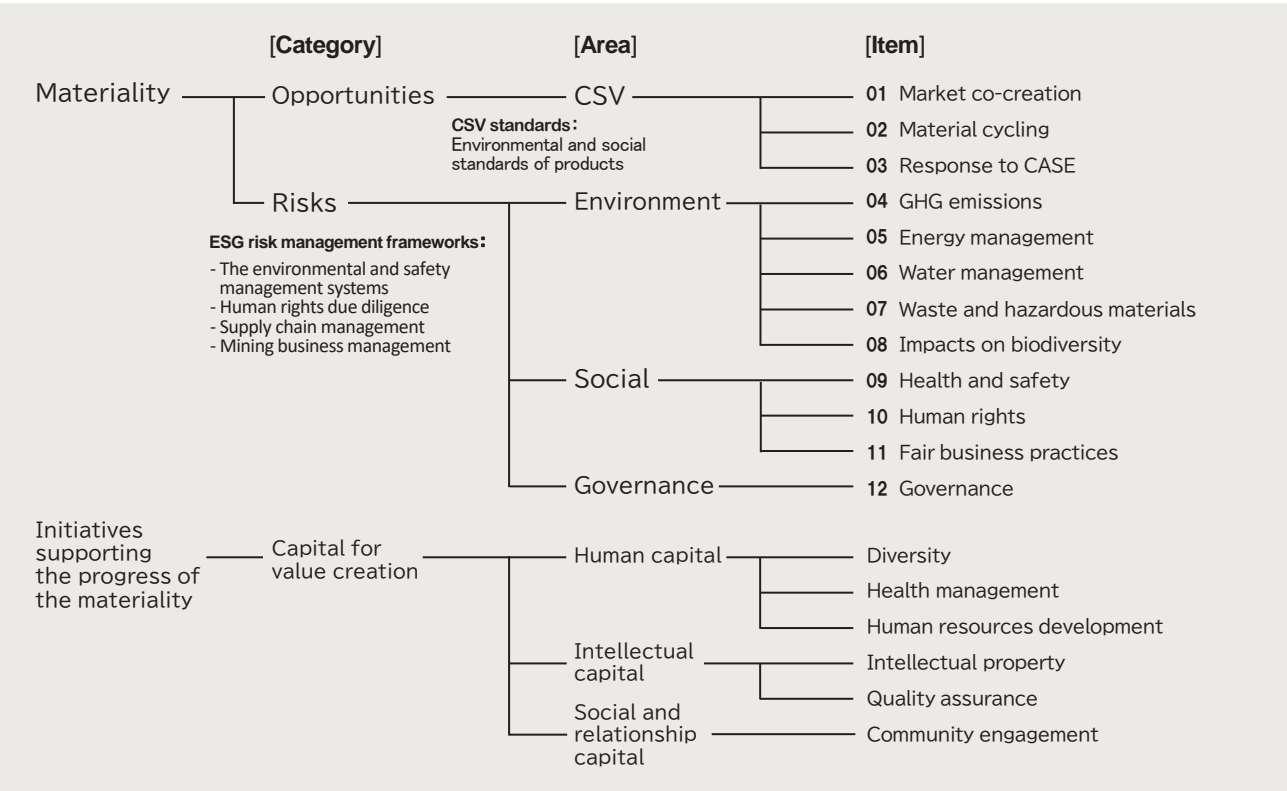 [Category] [Area] [Item]
Materiality Opportunities CSV 01 Market co-creation
CSV standards:
Environmental and social
standards of products
02 Material cycling
03 Response to CASE
Risks Environment 04 GHG emissions
ESG risk management frameworks:
- The environmental and safety
management systems
- Human rights due diligence
- Supply chain management
- Mining business management
05 Energy management
06 Water management
07 Waste and hazardous materials
08 Impacts on biodiversity
Social 09 Health and safety
10 Human rights
11 Fair business practices
Governance 12 Governance
Initiatives
supporting
the progress of
the materiality
Capital for
value creation
Human capital Diversity
Health management
Human resources development
Intellectual
capital
Intellectual property
Quality assurance
Social and
relationship
capital
Community engagement